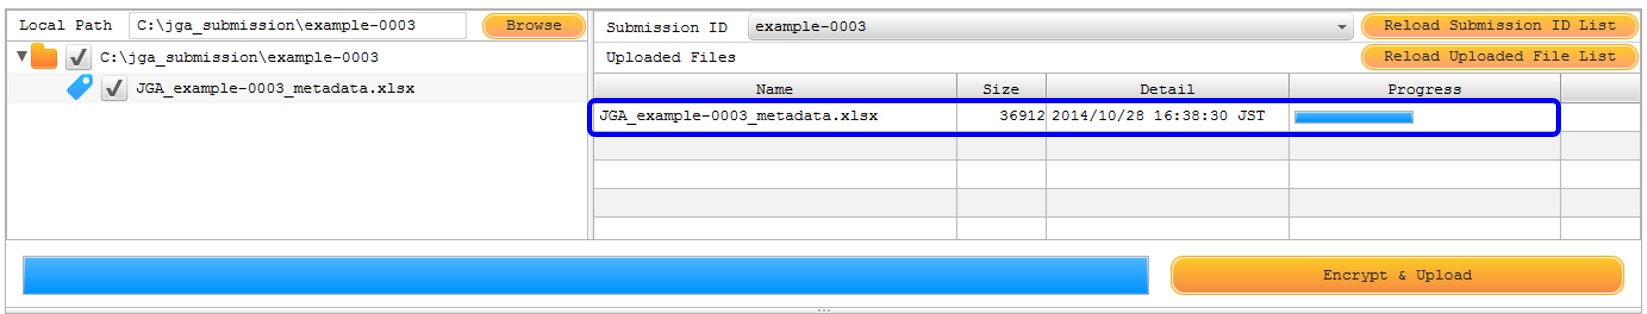 Local Path C:\jga_submission\example-0003 Browse
C:\jga_submission\example-0003
JGA_example-0003_metadata.xlsx
Submission ID example-0003 Reload Submission ID List
Uploaded Files Reload Uploaded File List
Name Size Detail Progress
JGA_example-0003_metadata.xlsx 36912 2014/10/28 16:38:30 JST
Encrypt & Upload